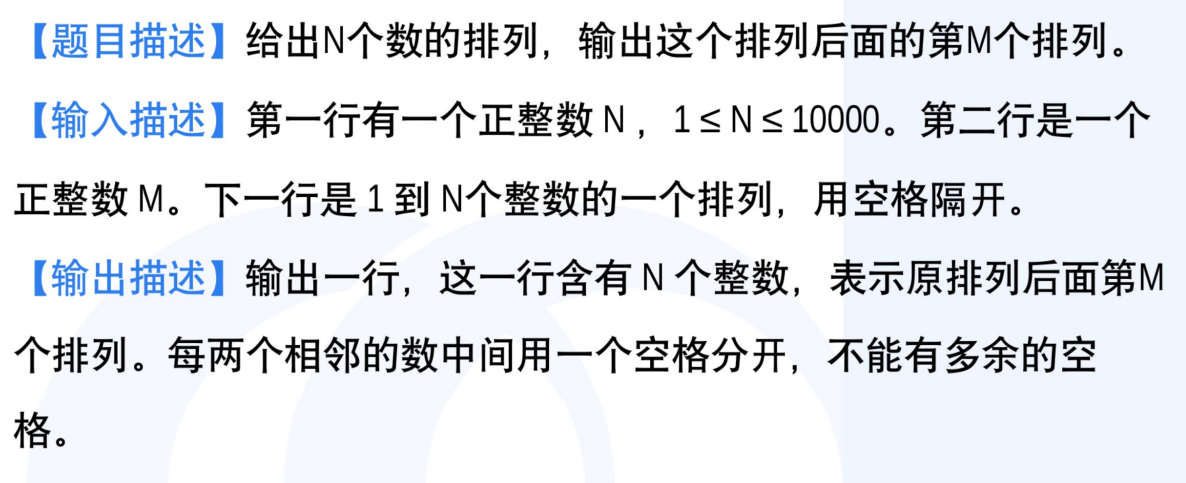 【题目描述】给出N个数的排列，输出这个排列后面的第M个排列。
【输入描述】第一行有一个正整数 N ，1 ≤ N ≤ 10000。第二行是一个
正整数 M。下一行是 1 到 N个整数的一个排列，用空格隔开。
【输出描述】输出一行，这一行含有 N 个整数，表示原排列后面第M
个排列。每两个相邻的数中间用一个空格分开，不能有多余的空
格。